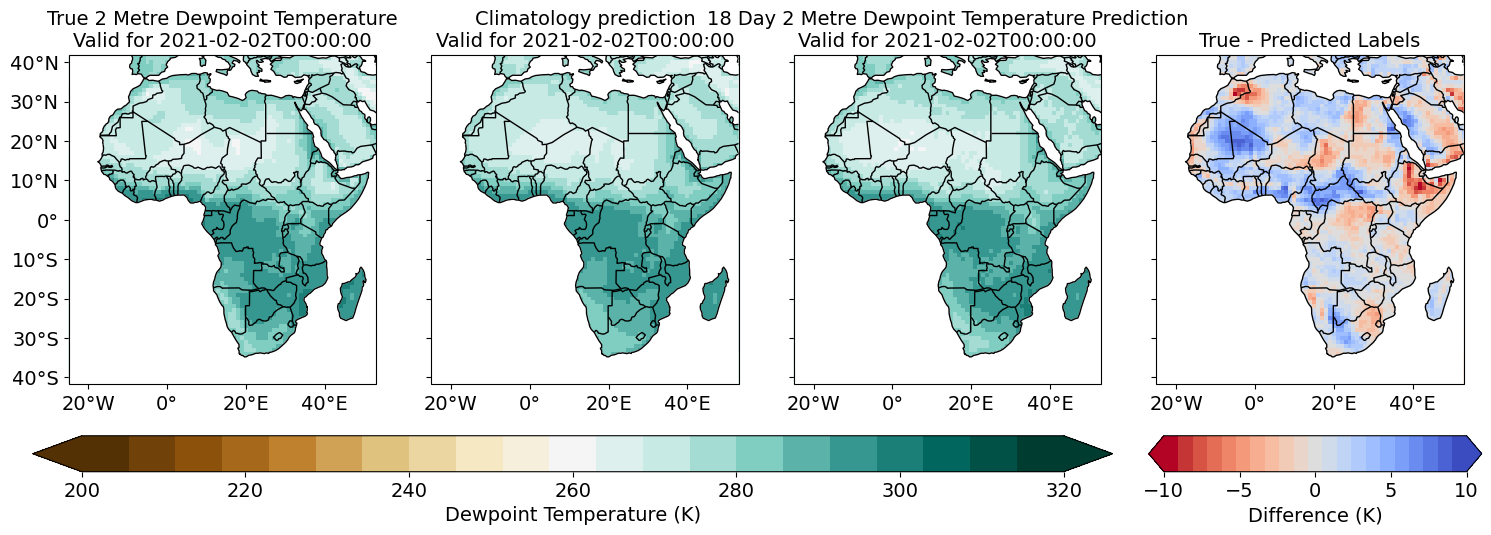 True 2 Metre Dewpoint Temperature
Valid for 2021-02-02T00:00:00
Climatology prediction  18 Day 2 Metre Dewpoint Temperature Prediction
Valid for 2021-02-02T00:00:00
Valid for 2021-02-02T00:00:00
True - Predicted Labels
40°N
30°N
20°N
10°N
0°
10°S
20°S
30°S
40°S
20°W 0° 20°E 40°E
20°W 0° 20°E 40°E
20°W 0° 20°E 40°E
20°W 0° 20°E 40°E
200 220 240 260 280 300 320
Dewpoint Temperature (K)
−10 −5 0 5 10
Difference (K)